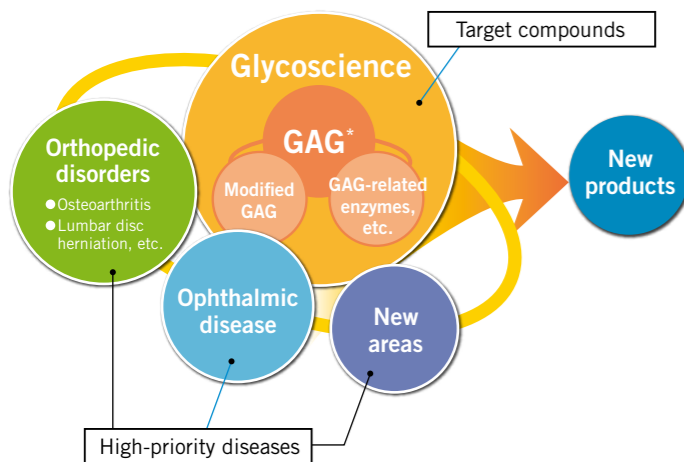 Target compounds
Glycoscience
GAG*
Modified
GAG
GAG-related
enzymes,
etc.
Orthopedic
disorders
●Osteoarthritis
●Lumbar disc
herniation, etc.
New
products
Ophthalmic
disease
New
areas
High-priority diseases